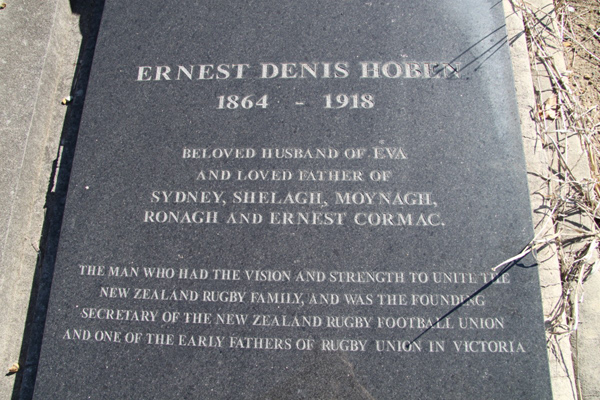 ERNEST DENIS HOBEN
1864 - 1918
BELOVED HUSBAND OF EVA
AND LOVED FATHER OF
SYDNEY, SHELAGH, MOYNAGH,
RONAGH AND ERNEST CORMAC.
THE MAN WHO HAD THE VISION AND STRENGTH TO UNITE THE
NEW ZEALAND RUGBY FAMILY, AND WAS THE FOUNDING
SECRETARY OF THE NEW ZEALAND RUGBY FOOTBALL UNION
AND ONE OF THE EARLY FATHERS OF RUGBY UNION IN VICTORIA